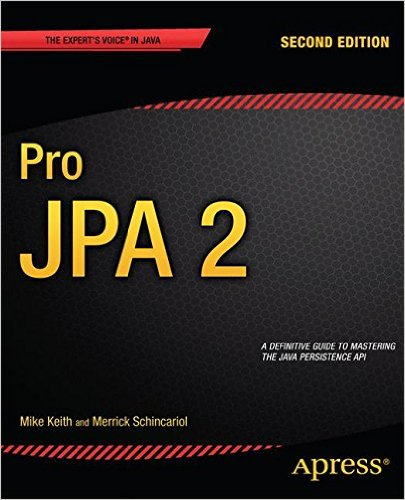 THE EXPERT'S VOICE® IN JAVA
SECOND EDITION
Pro
JPA 2
A DEFINITIVE GUIDE TO MASTERING
THE JAVA PERSISTENCE API
Mike Keith and Merrick Schincariol
Apress®